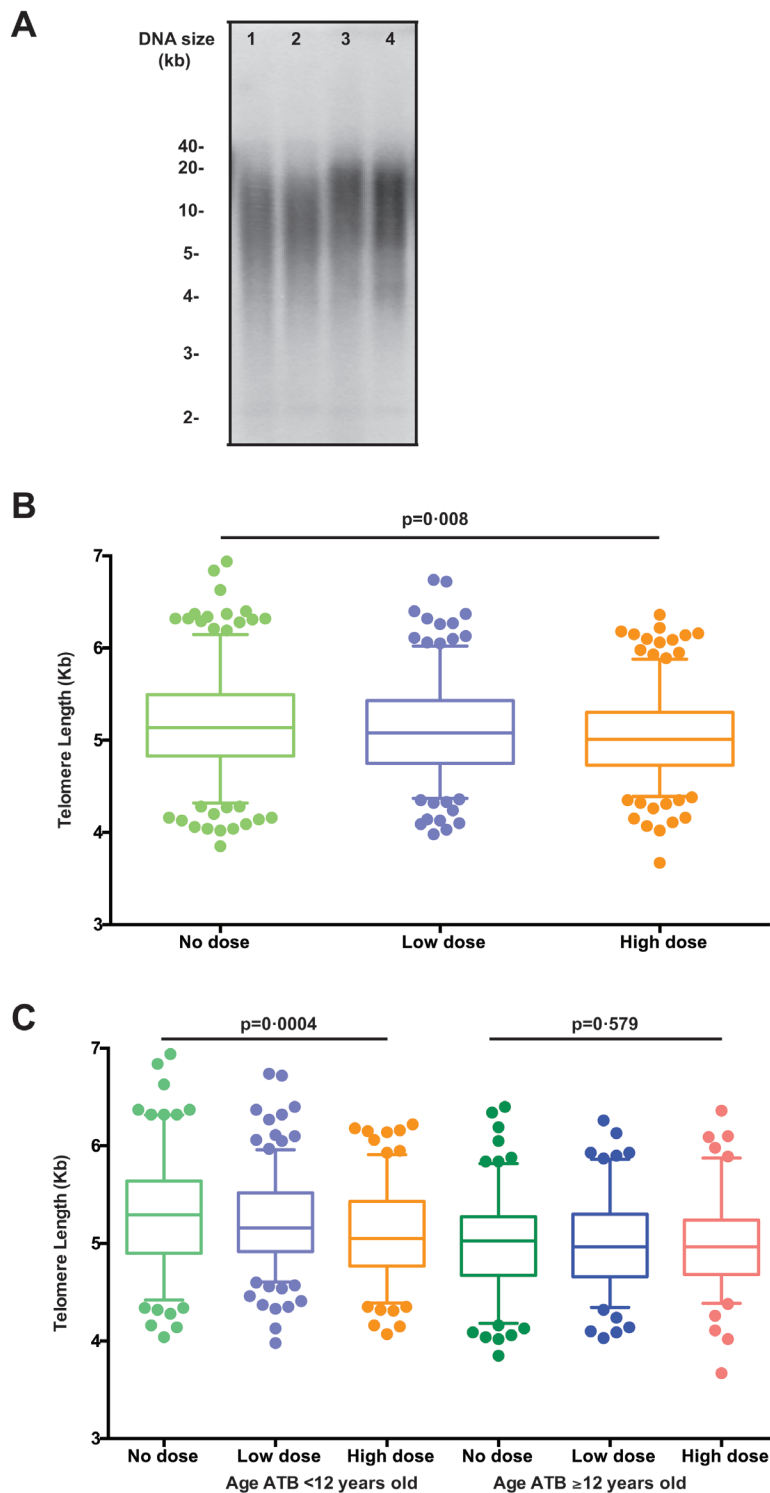 A
DNA size
(kb)
1 2 3 4
40-
20-
10-
5-
4-
3-
2-
B
p=0·008
7
6
5
4
3
Telomere Length (Kb)
No dose Low dose High dose
C
p=0·0004 p=0·579
7
6
5
4
3
Telomere Length (Kb)
No dose Low dose High dose No dose Low dose High dose
Age ATB <12 years old Age ATB ≥12 years old